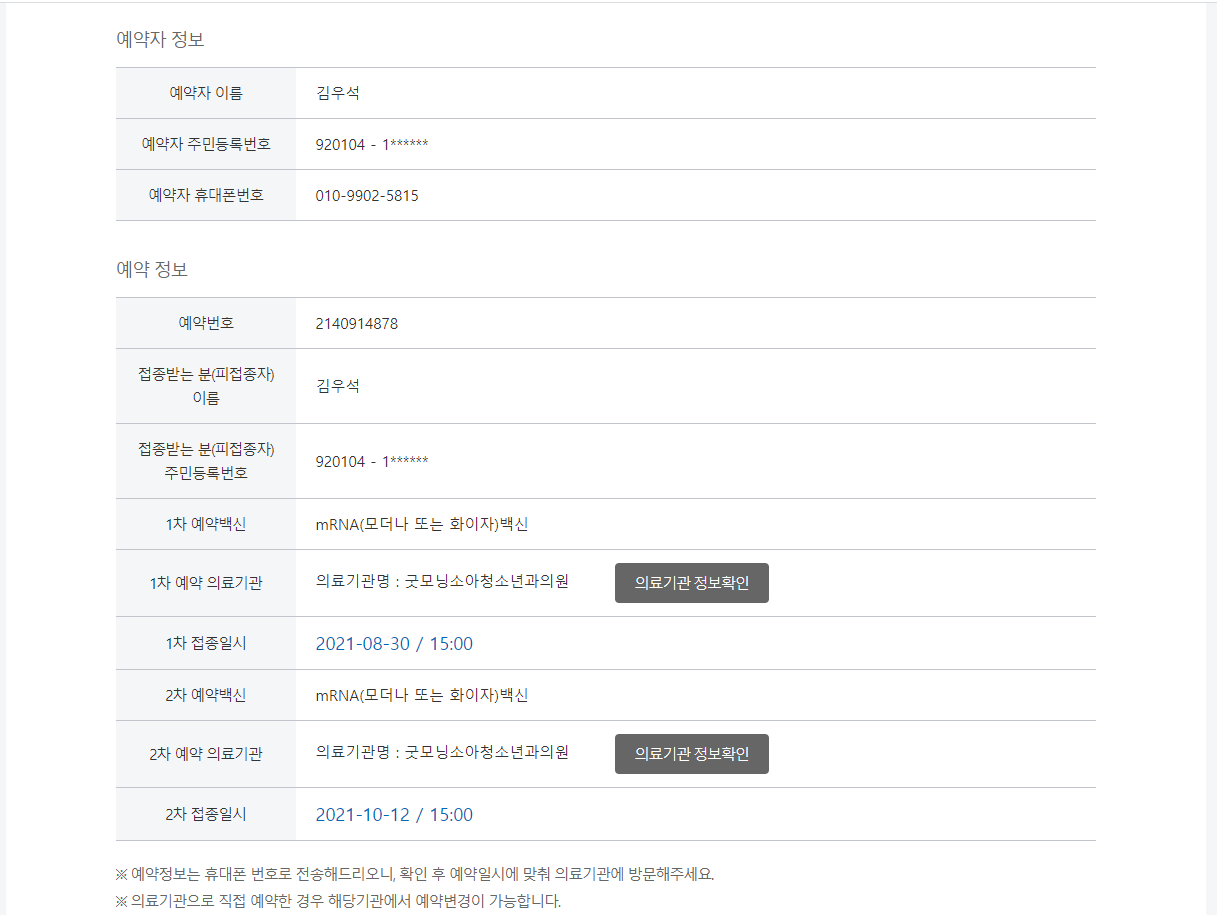 예약자 정보
예약자 이름 김우석
예약자 주민등록번호 920104 - 1******
예약자 휴대폰번호 010-9902-5815
예약 정보
예약번호 2140914878
접종받는 분(피접종자)
이름 김우석
접종받는 분(피접종자)
주민등록번호 920104 - 1******
1차 예약백신 mRNA(모더나 또는 화이자)백신
1차 예약 의료기관 의료기관명 : 굿모닝소아청소년과의원 의료기관 정보확인
1차 접종일시 2021-08-30 / 15:00
2차 예약백신 mRNA(모더나 또는 화이자)백신
2차 예약 의료기관 의료기관명 : 굿모닝소아청소년과의원 의료기관 정보확인
2차 접종일시 2021-10-12 / 15:00
※ 예약정보는 휴대폰 번호로 전송해드리오니, 확인 후 예약일시에 맞춰 의료기관에 방문해주세요.
※ 의료기관으로 직접 예약한 경우 해당기관에서 예약변경이 가능합니다.